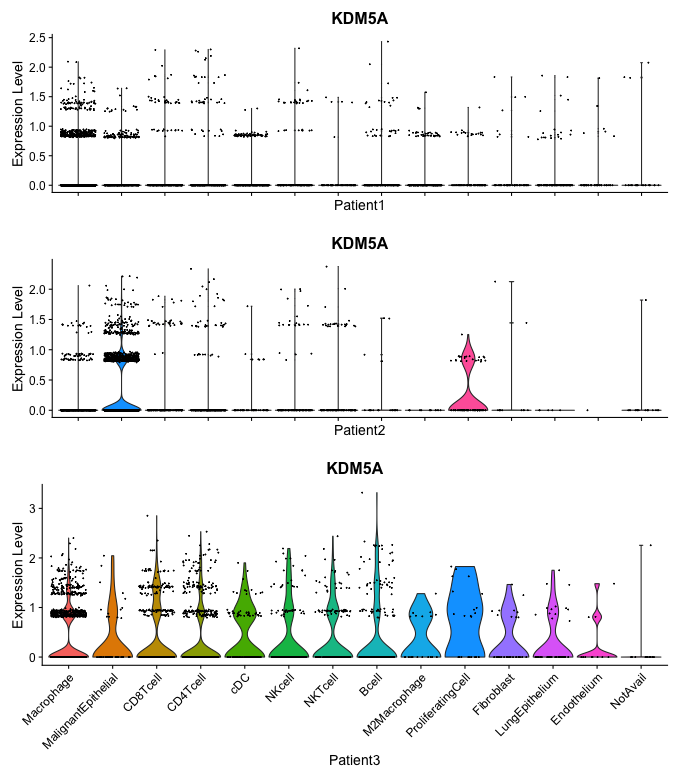 KDM5A
Expression Level
2.5
2.0
1.5
1.0
0.5
0.0
Patient1
KDM5A
Expression Level
2.0
1.5
1.0
0.5
0.0
Patient2
KDM5A
Expression Level
3
2
1
0
Macrophage
MalignantEpithelial
CD8Tcell
CD4Tcell
cDC
NKcell
NKTcell
Bcell
M2Macrophage
ProliferatingCell
Fibroblast
LungEpithelium
Endothelium
NotAvail
Patient3